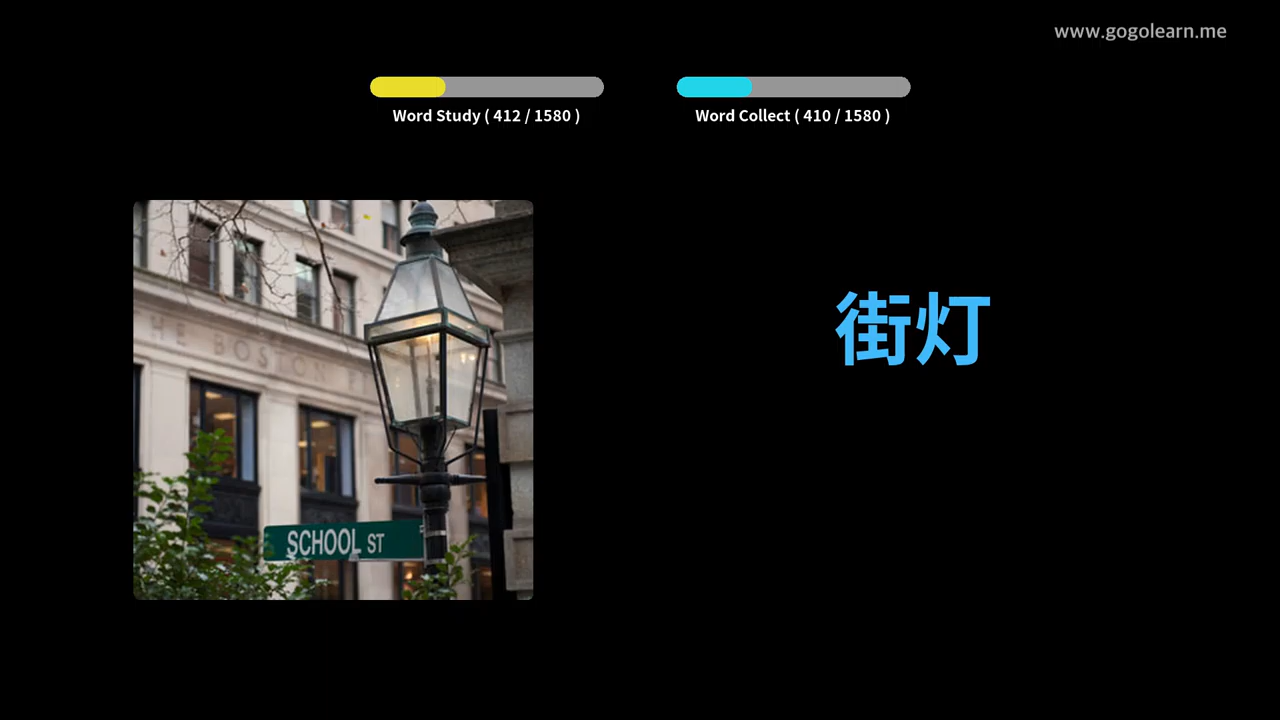 www.gogolearn.me
Word Study ( 412 / 1580 )
Word Collect ( 410 / 1580 )
街灯
HE BOSTON
SCHOOL ST